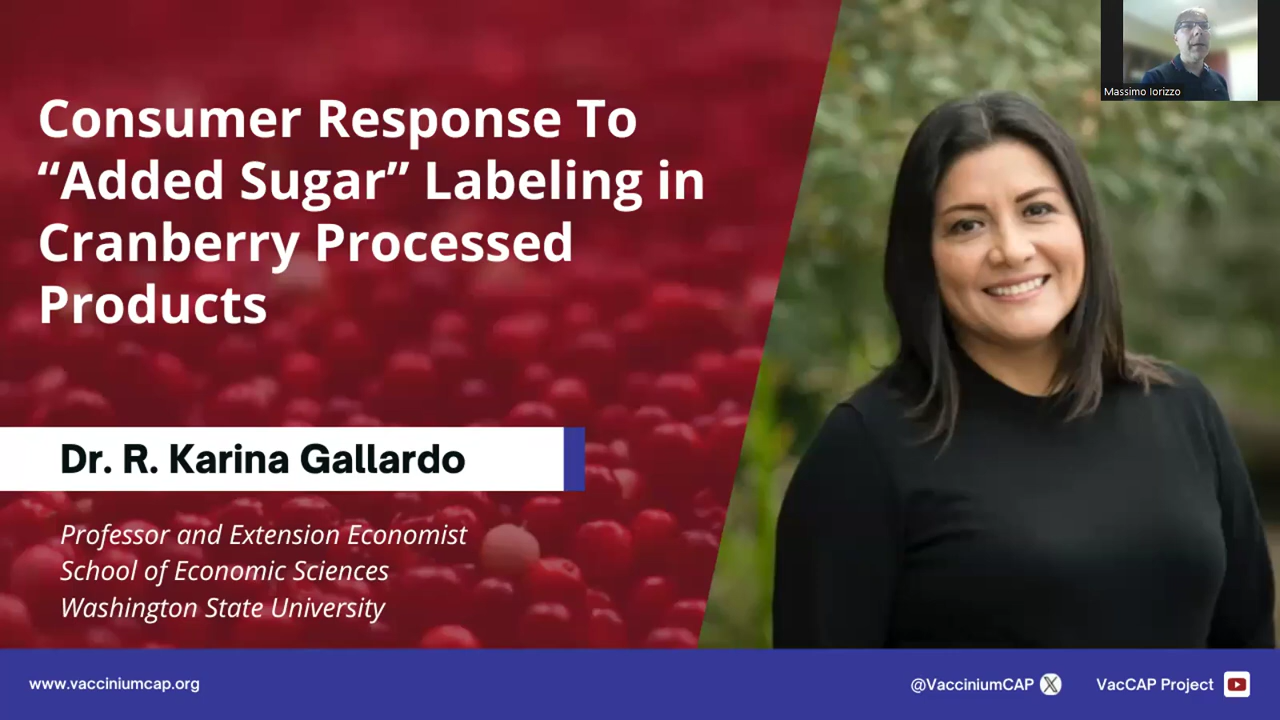 Massimo Iorizzo
Consumer Response To
“Added Sugar” Labeling in
Cranberry Processed
Products
Dr. R. Karina Gallardo
Professor and Extension Economist
School of Economic Sciences
Washington State University
www.vacciniumcap.org
@VacciniumCAP
VacCAP Project